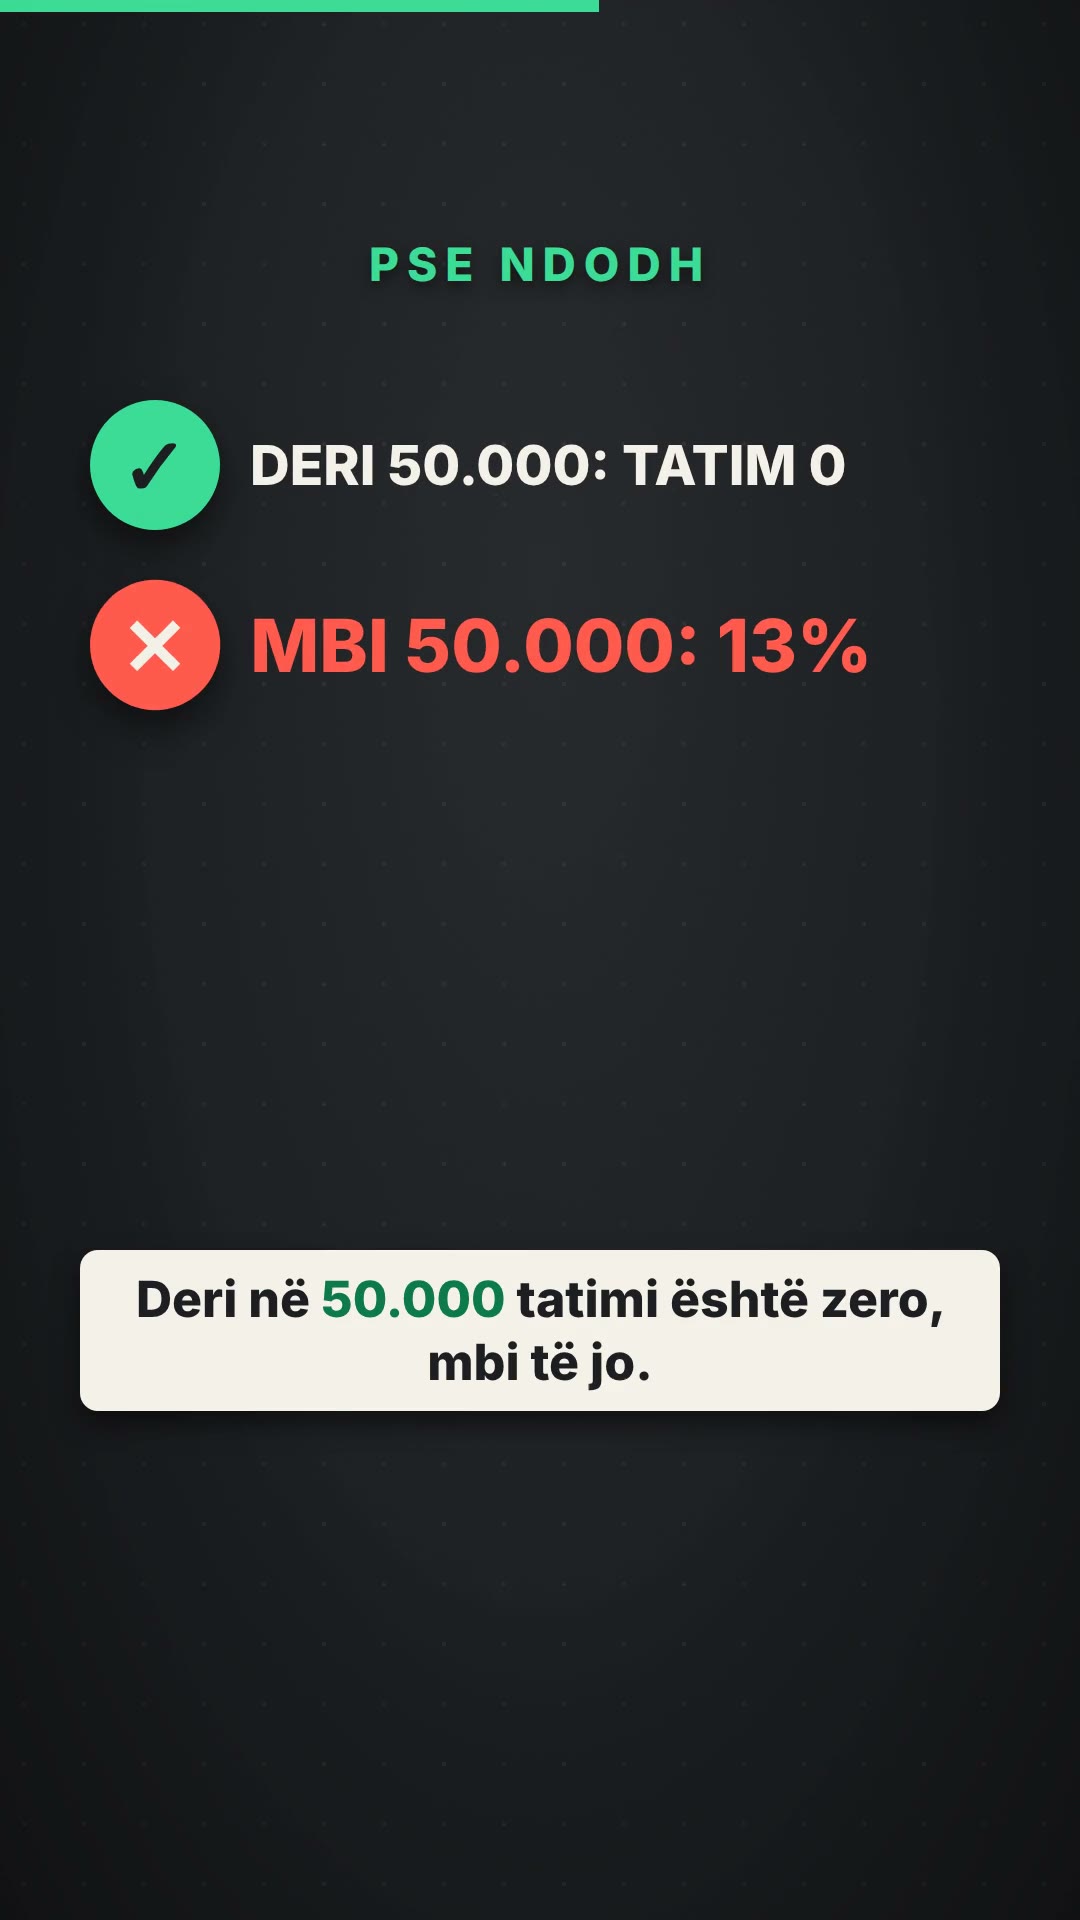 PSE NDODH
✓ DERI 50.000: TATIM 0
✕ MBI 50.000: 13%
Deri në 50.000 tatimi është zero,
mbi të jo.